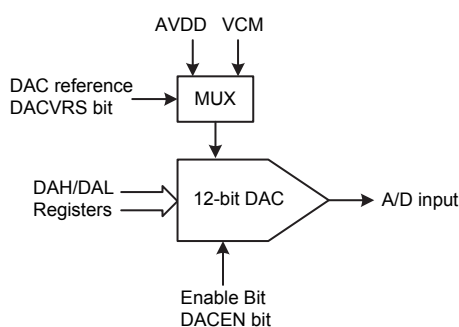 AVDD VCM
DAC reference
DACVRS bit
MUX
DAH/DAL
Registers
12-bit DAC
A/D input
Enable Bit
DACEN bit